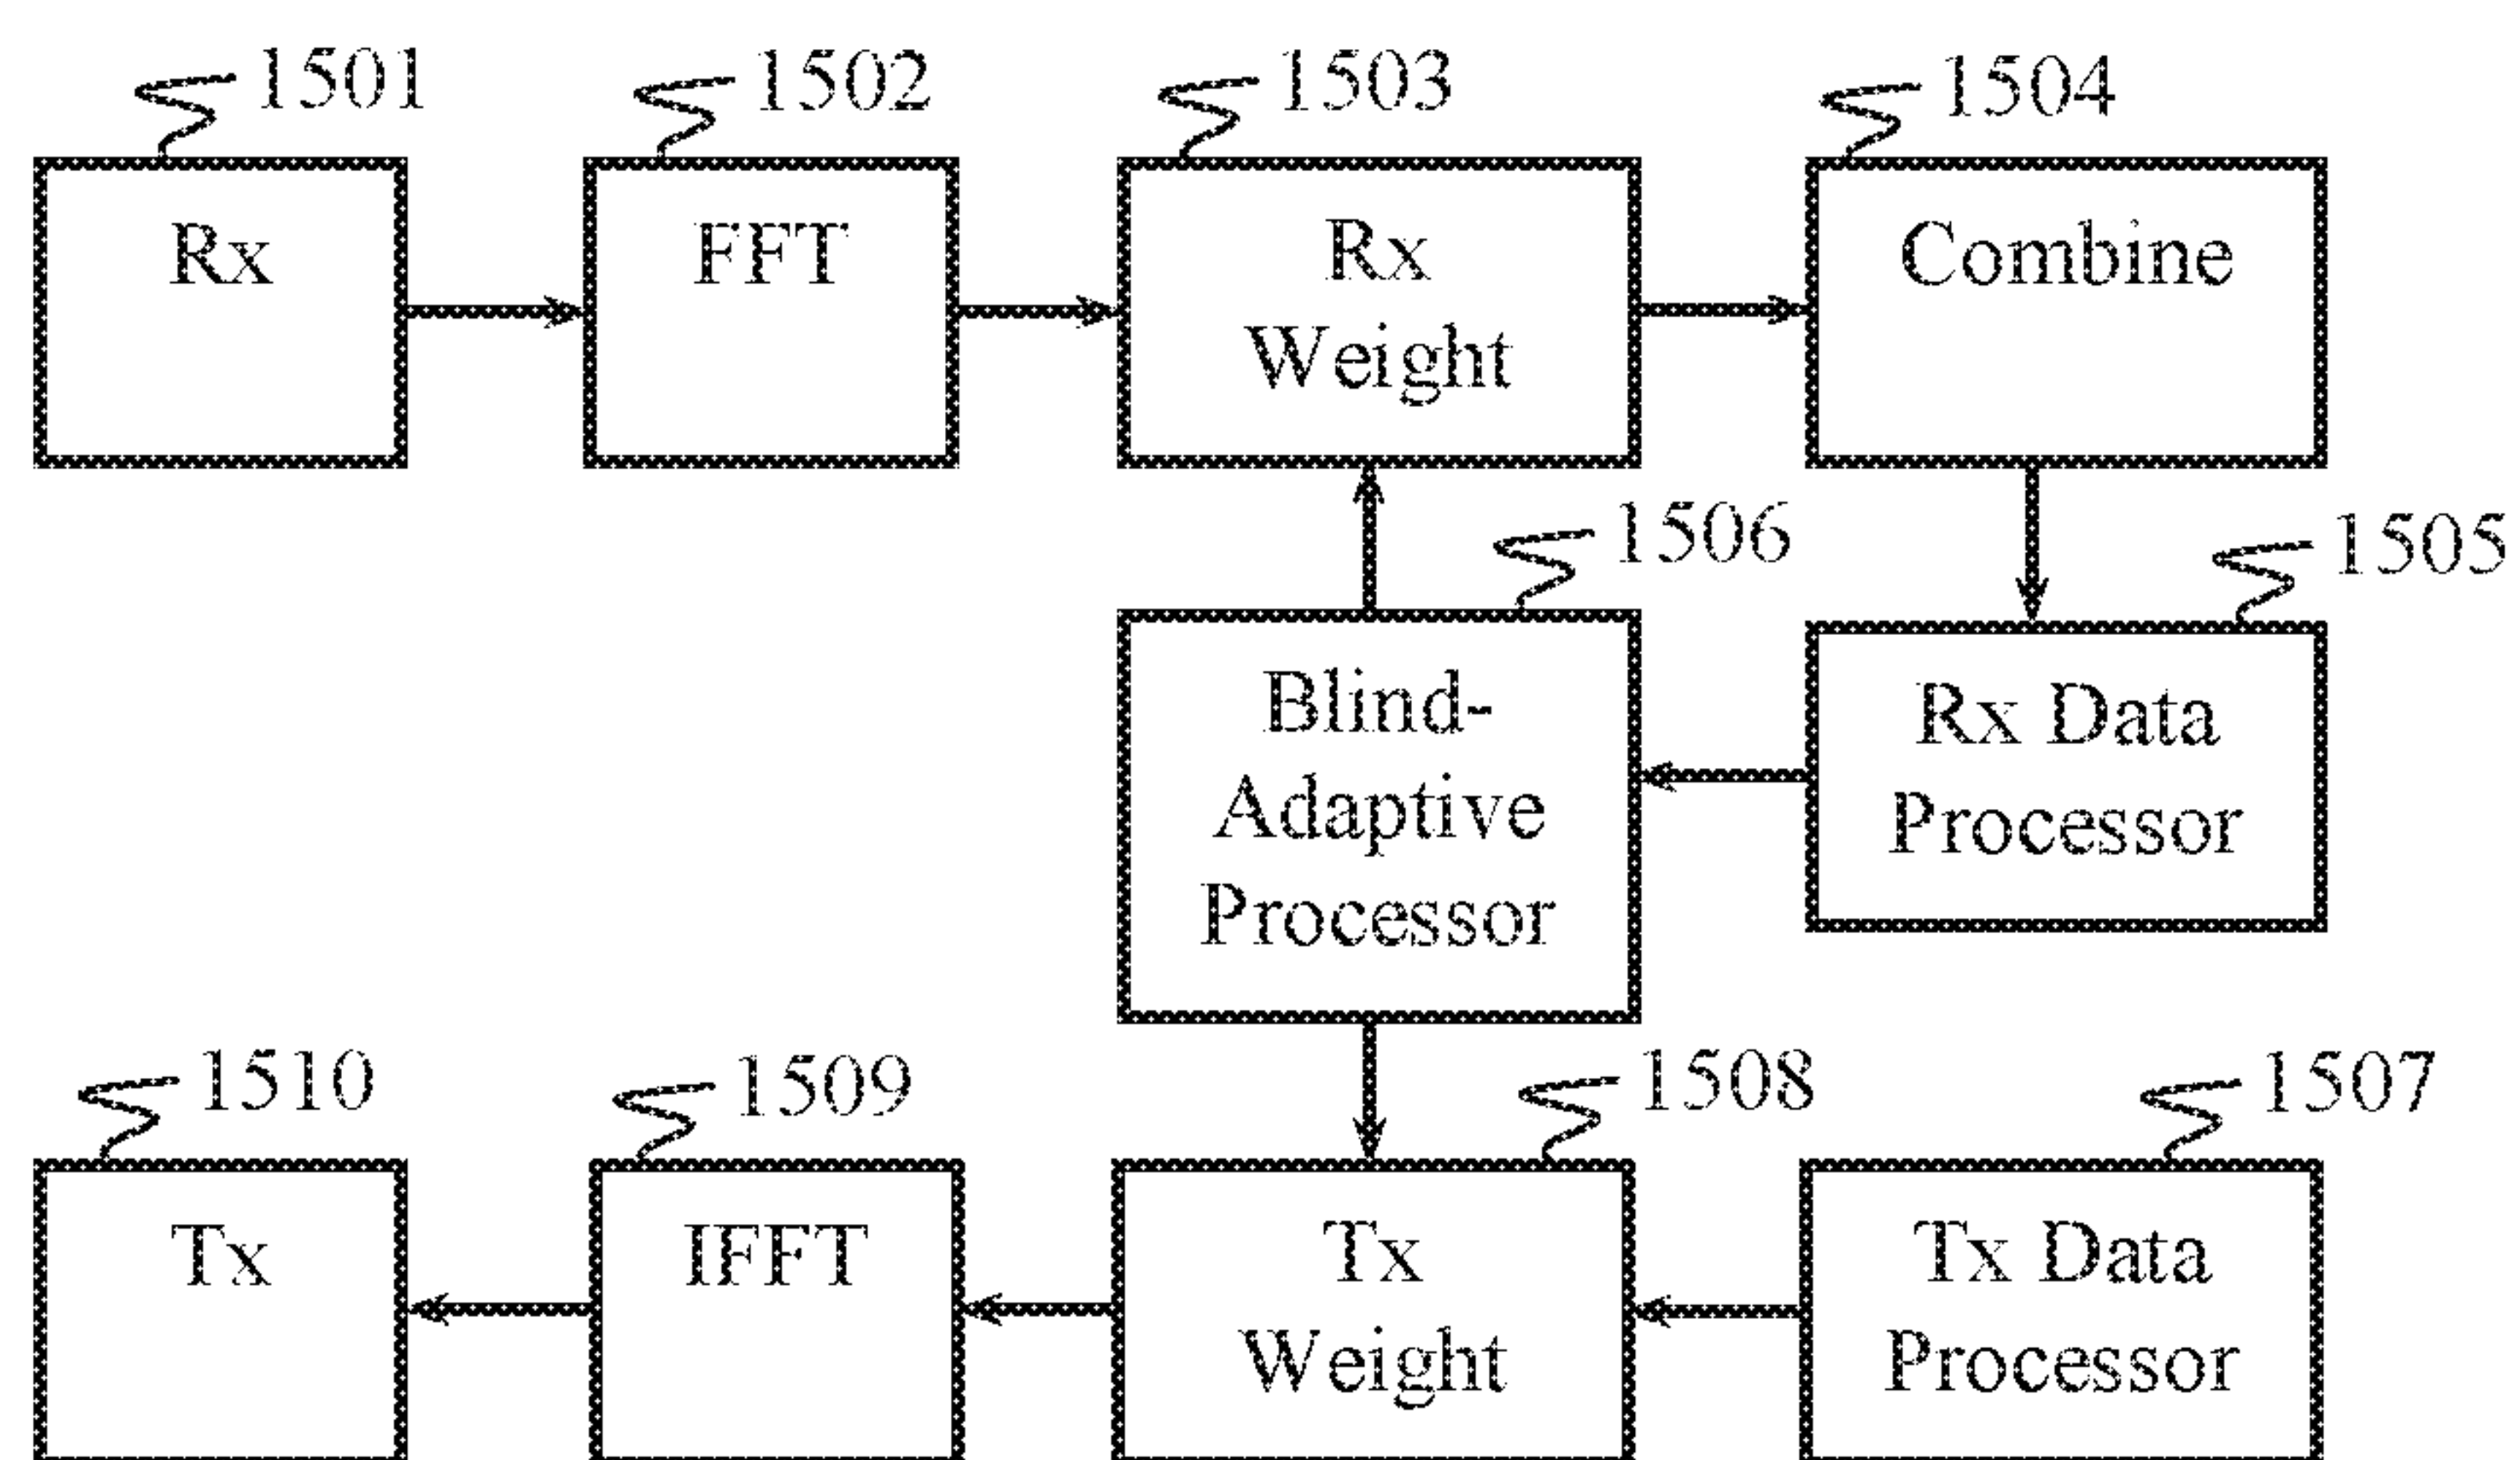 1501
1502
1503
1504
Rx
FFT
Rx
Weight
Combine
1506
1505
Blind-
Adaptive
Processor
Rx Data
Processor
1510
1509
1508
1507
Tx
IFFT
Tx
Weight
Tx Data
Processor